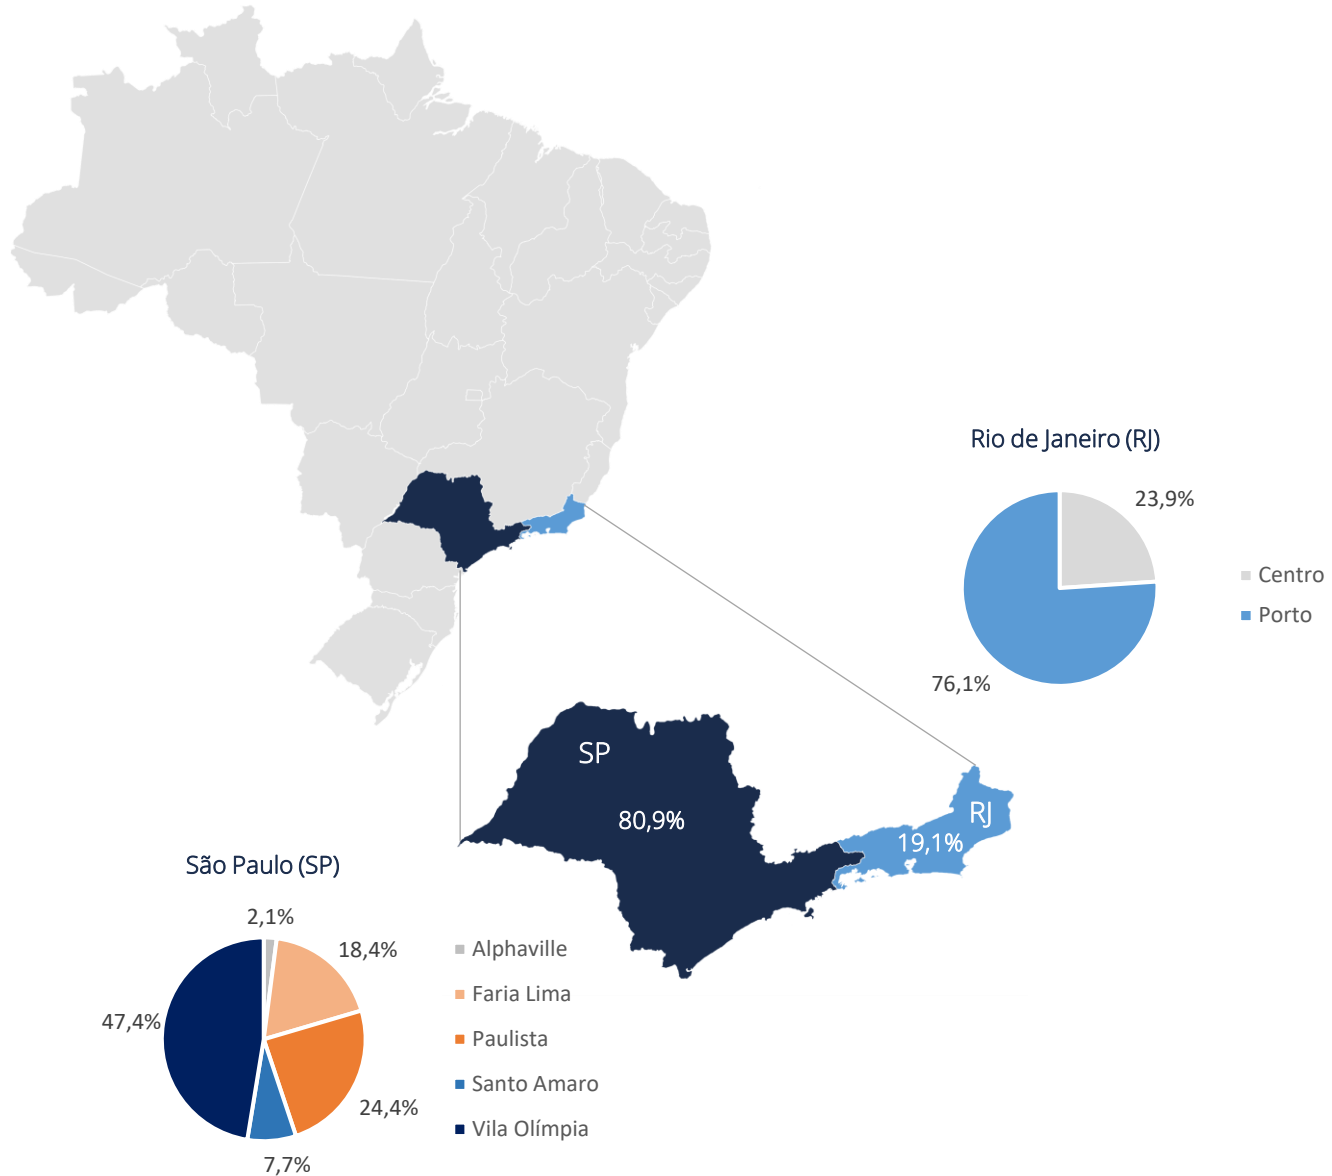 Rio de Janeiro (RJ)
23,9%
Centro
Porto
76,1%
SP
80,9%
RJ
19,1%
São Paulo (SP)
2,1%
18,4%
47,4%
24,4%
7,7%
Alphaville
Faria Lima
Paulista
Santo Amaro
Vila Olímpia